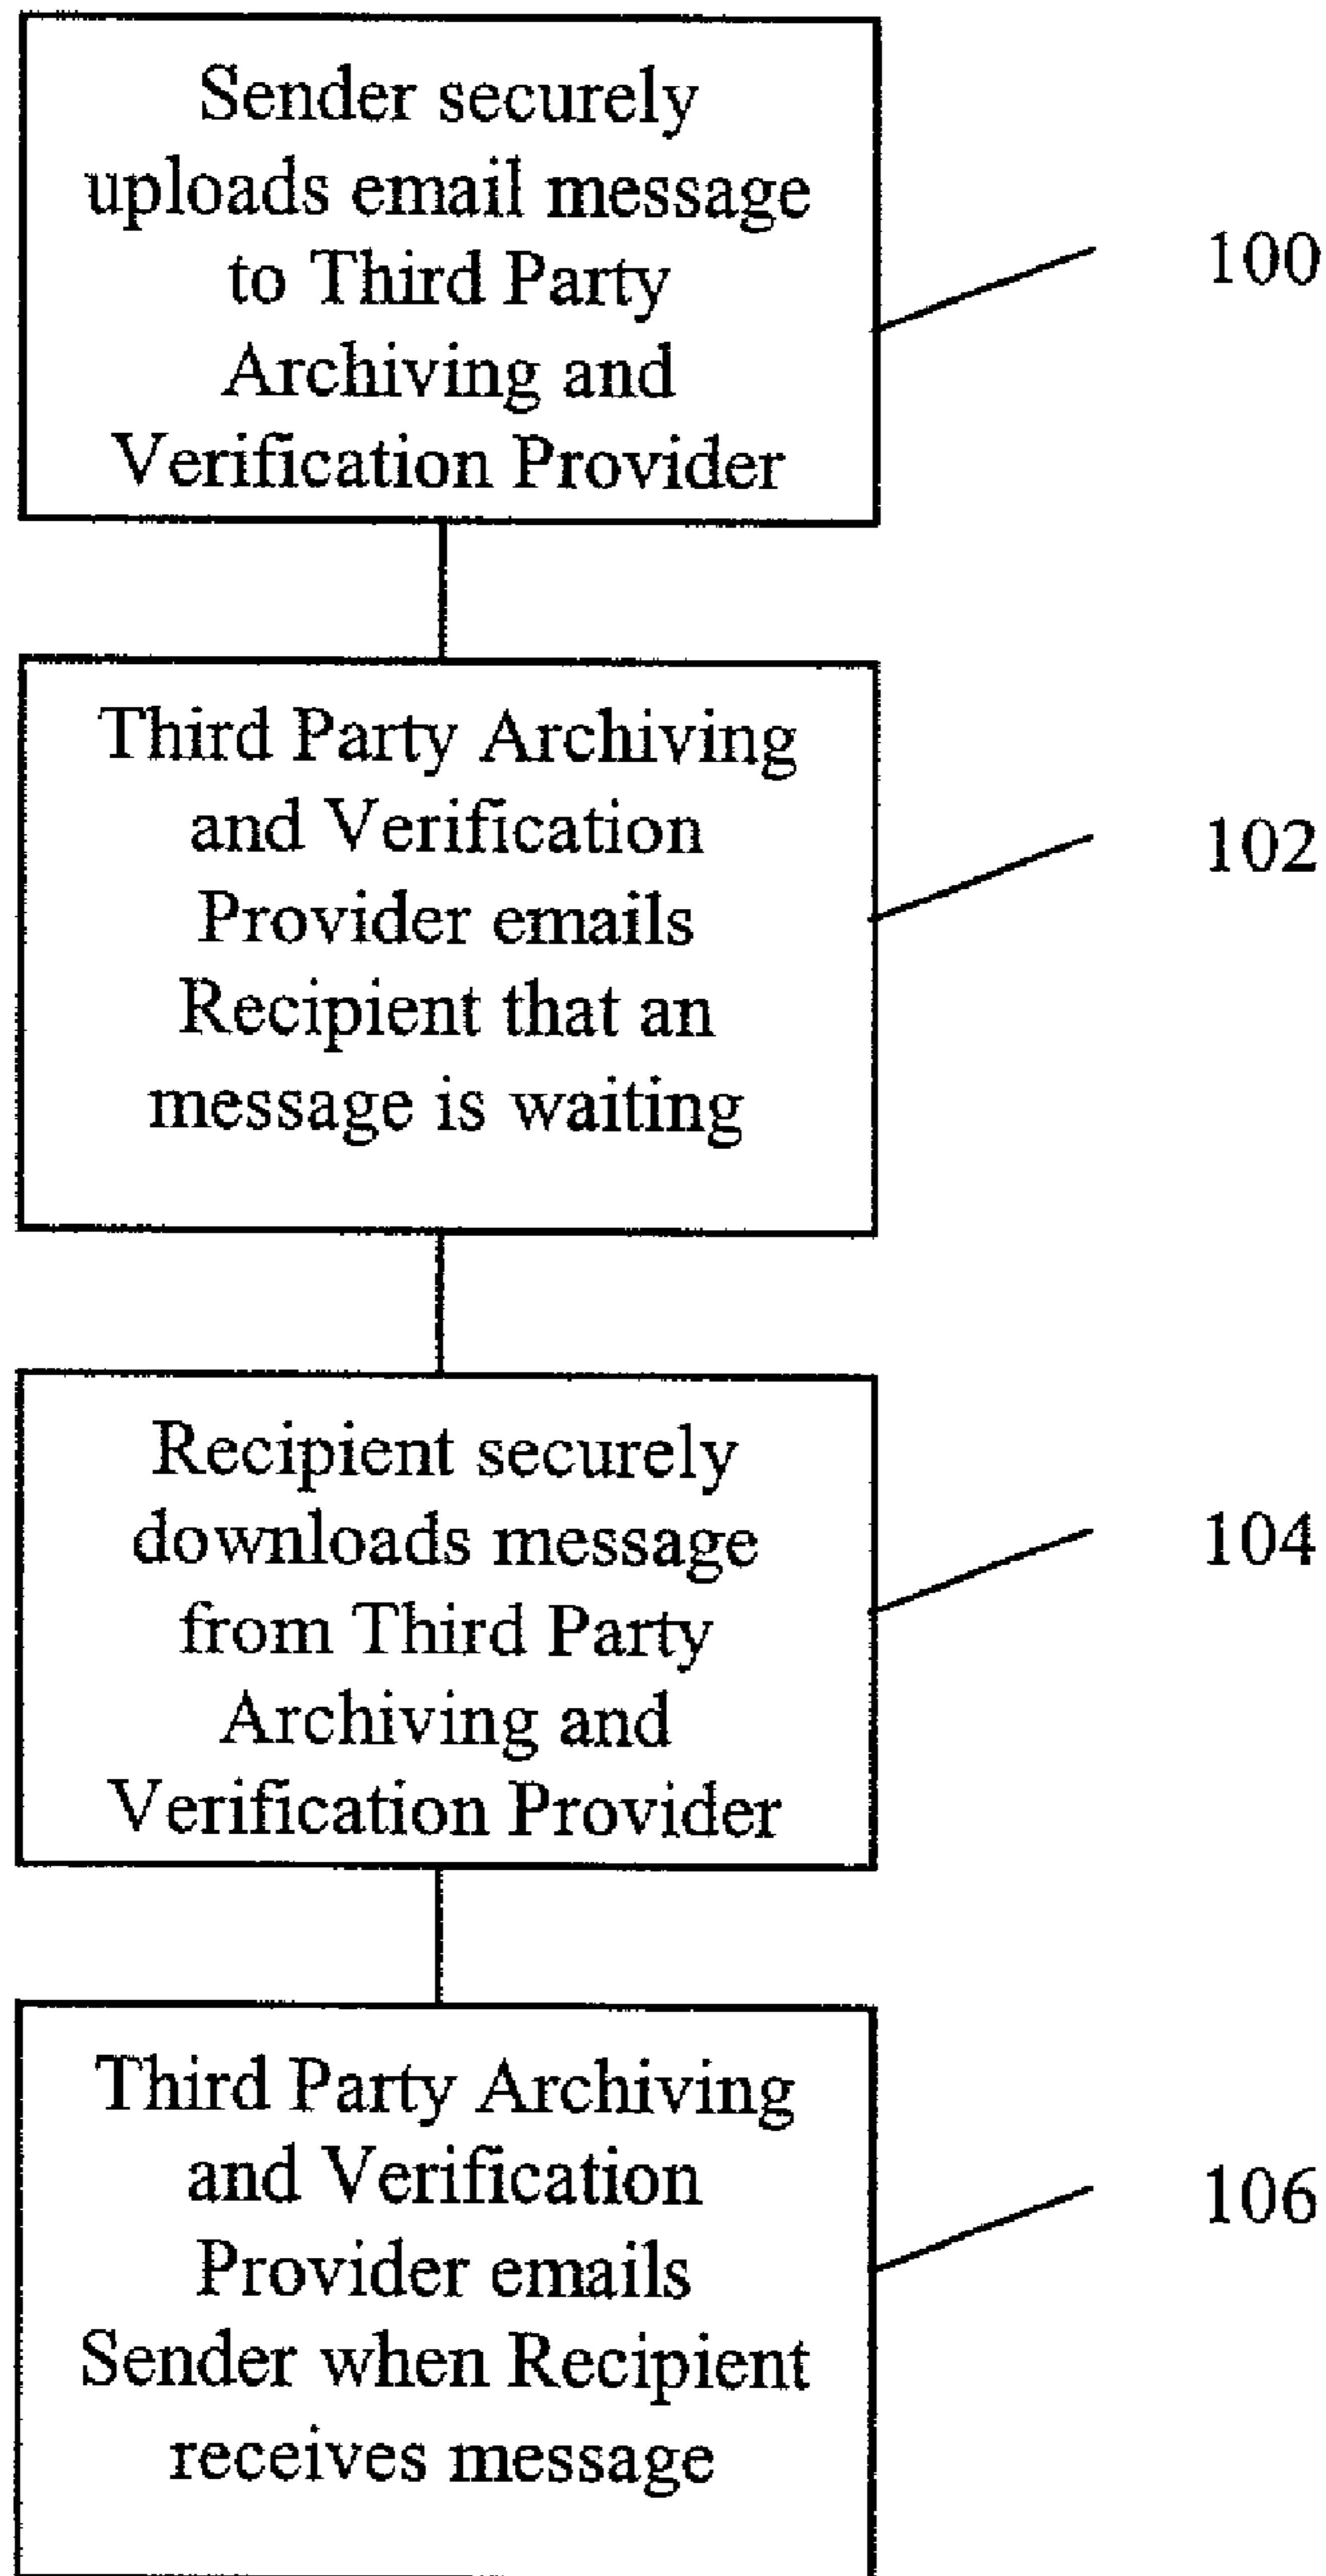 Sender securely
uploads email message
to Third Party
Archiving and
Verification Provider
100
Third Party Archiving
and Verification
Provider emails
Recipient that an
message is waiting
102
Recipient securely
downloads message
from Third Party
Archiving and
Verification Provider
104
Third Party Archiving
and Verification
Provider emails
Sender when Recipient
receives message
106